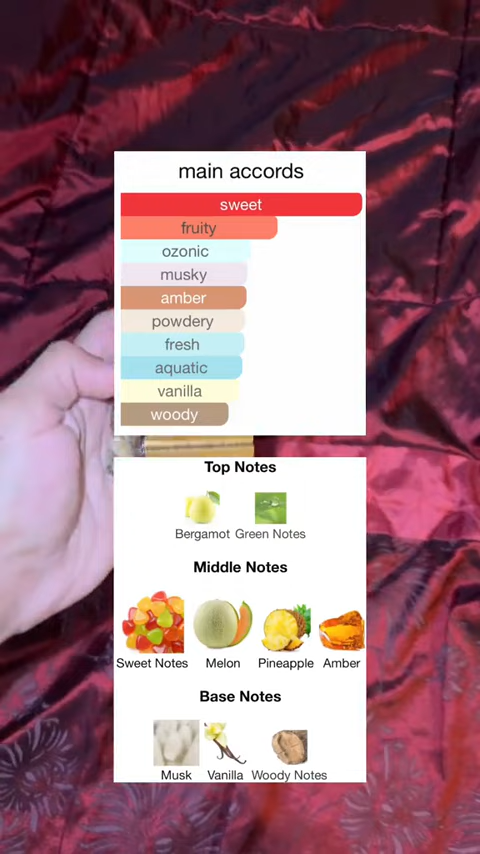 main accords
sweet
fruity
ozonic
musky
amber
powdery
fresh
aquatic
vanilla
woody
Top Notes
Bergamot Green Notes
Middle Notes
Sweet Notes Melon Pineapple Amber
Base Notes
Musk Vanilla Woody Notes